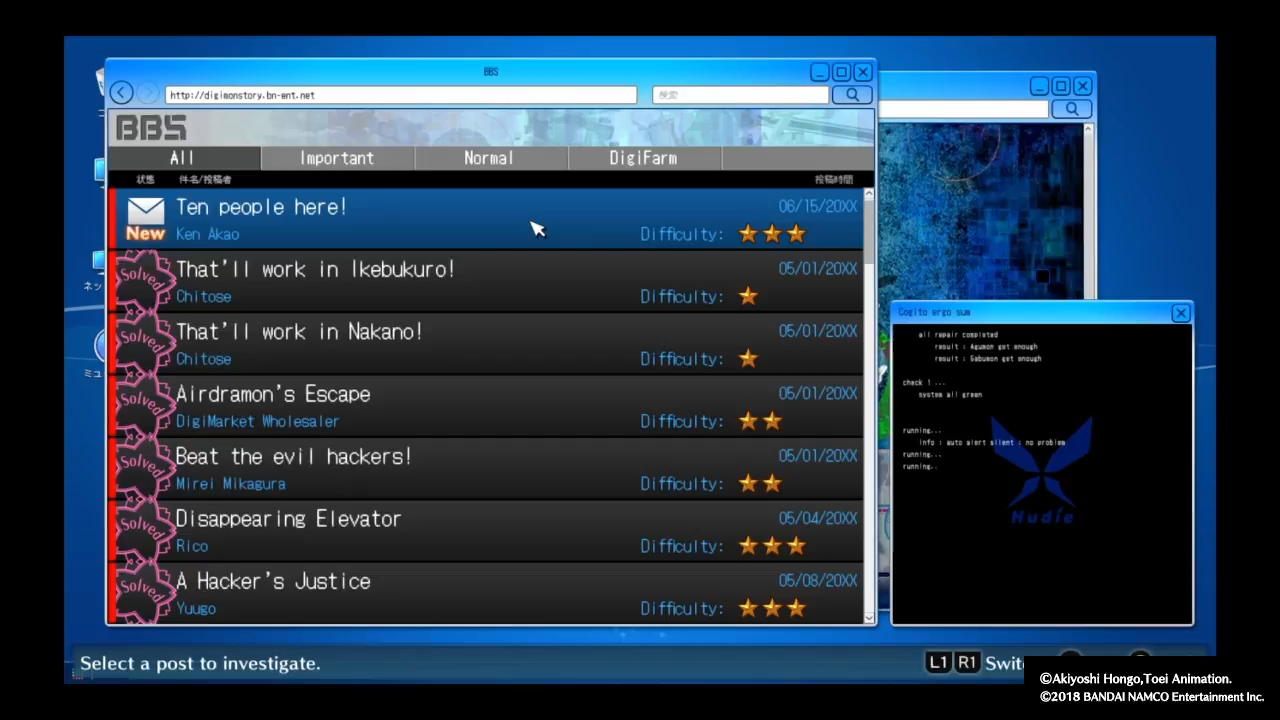 BBS
http://digimonstory.bn-ent.net
検索
BBS
All Important Normal DigiFarm
状態 件名/投稿者 投稿時間
Ten people here! 06/15/20XX
New Ken Akao Difficulty:
That'll work in Ikebukuro! 05/01/20XX
Solved Chitose Difficulty:
That'll work in Nakano! 05/01/20XX
Solved Chitose Difficulty:
Airdramon's Escape 05/01/20XX
Solved DigiMarket Wholesaler Difficulty:
Beat the evil hackers! 05/01/20XX
Solved Mirei Mikagura Difficulty:
Disappearing Elevator 05/04/20XX
Solved Rico Difficulty:
A Hacker's Justice 05/08/20XX
Solved Yuugo Difficulty:
Cogito ergo sum
all repair completed
result : Agumon get enough
result : Gabumon get enough
check ! ...
system all green
running...
info : auto alert silent : no problem
running...
running..
Nudie
ネッ
ミュ
Select a post to investigate.
L1 R1
©Akiyoshi Hongo,Toei Animation.
©2018 BANDAI NAMCO Entertainment Inc.